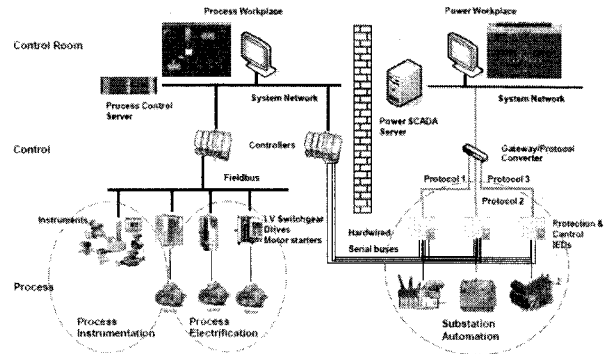 Process Workplace
Power Workplace
Control Room
Process Control
Server
System Network
Power SCADA
Server
System Network
Control
Controllers
Gateway/Protocol
Converter
Fieldbus
Protocol 1
Protocol 3
Protocol 2
Instruments
LV Switchgear
Drives
Motor starters
Hardwired
Serial buses
Protection &
Control
IEDs
Process
Process
Instrumentation
Process
Electrification
Substation
Automation